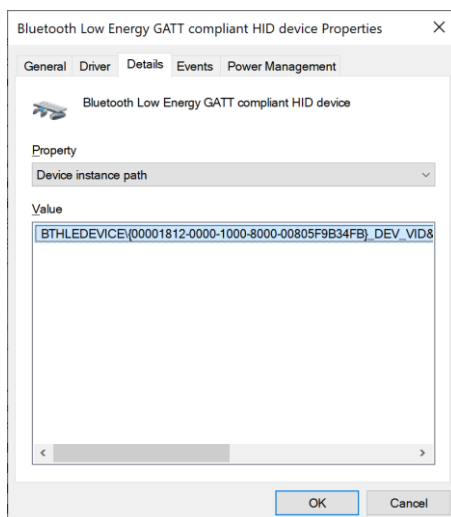 Bluetooth Low Energy GATT compliant HID device Properties
General Driver Details Events Power Management
Bluetooth Low Energy GATT compliant HID device
Property
Device instance path
Value
BTHLEDEVICE\{00001812-0000-1000-8000-00805F9B34FB}_DEV_VID&
OK Cancel